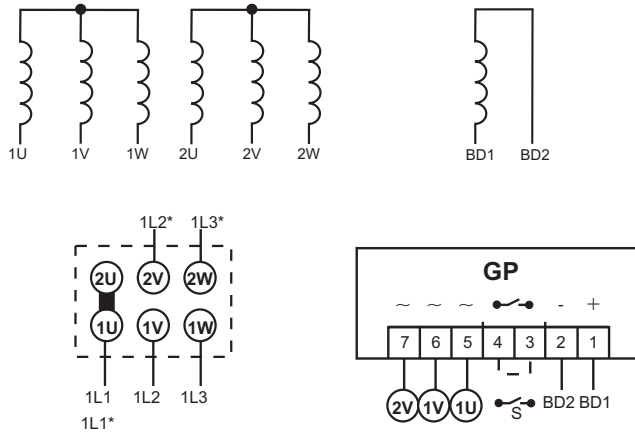 1U 1V 1W 2U 2V 2W BD1 BD2
1L2* 1L3*
2U 2V 2W
1U 1V 1W
1L1 1L2 1L3
1L1*
GP
~ ~ ~ - +
7 6 5 4 3 2 1
2V 1V 1U S BD2 BD1